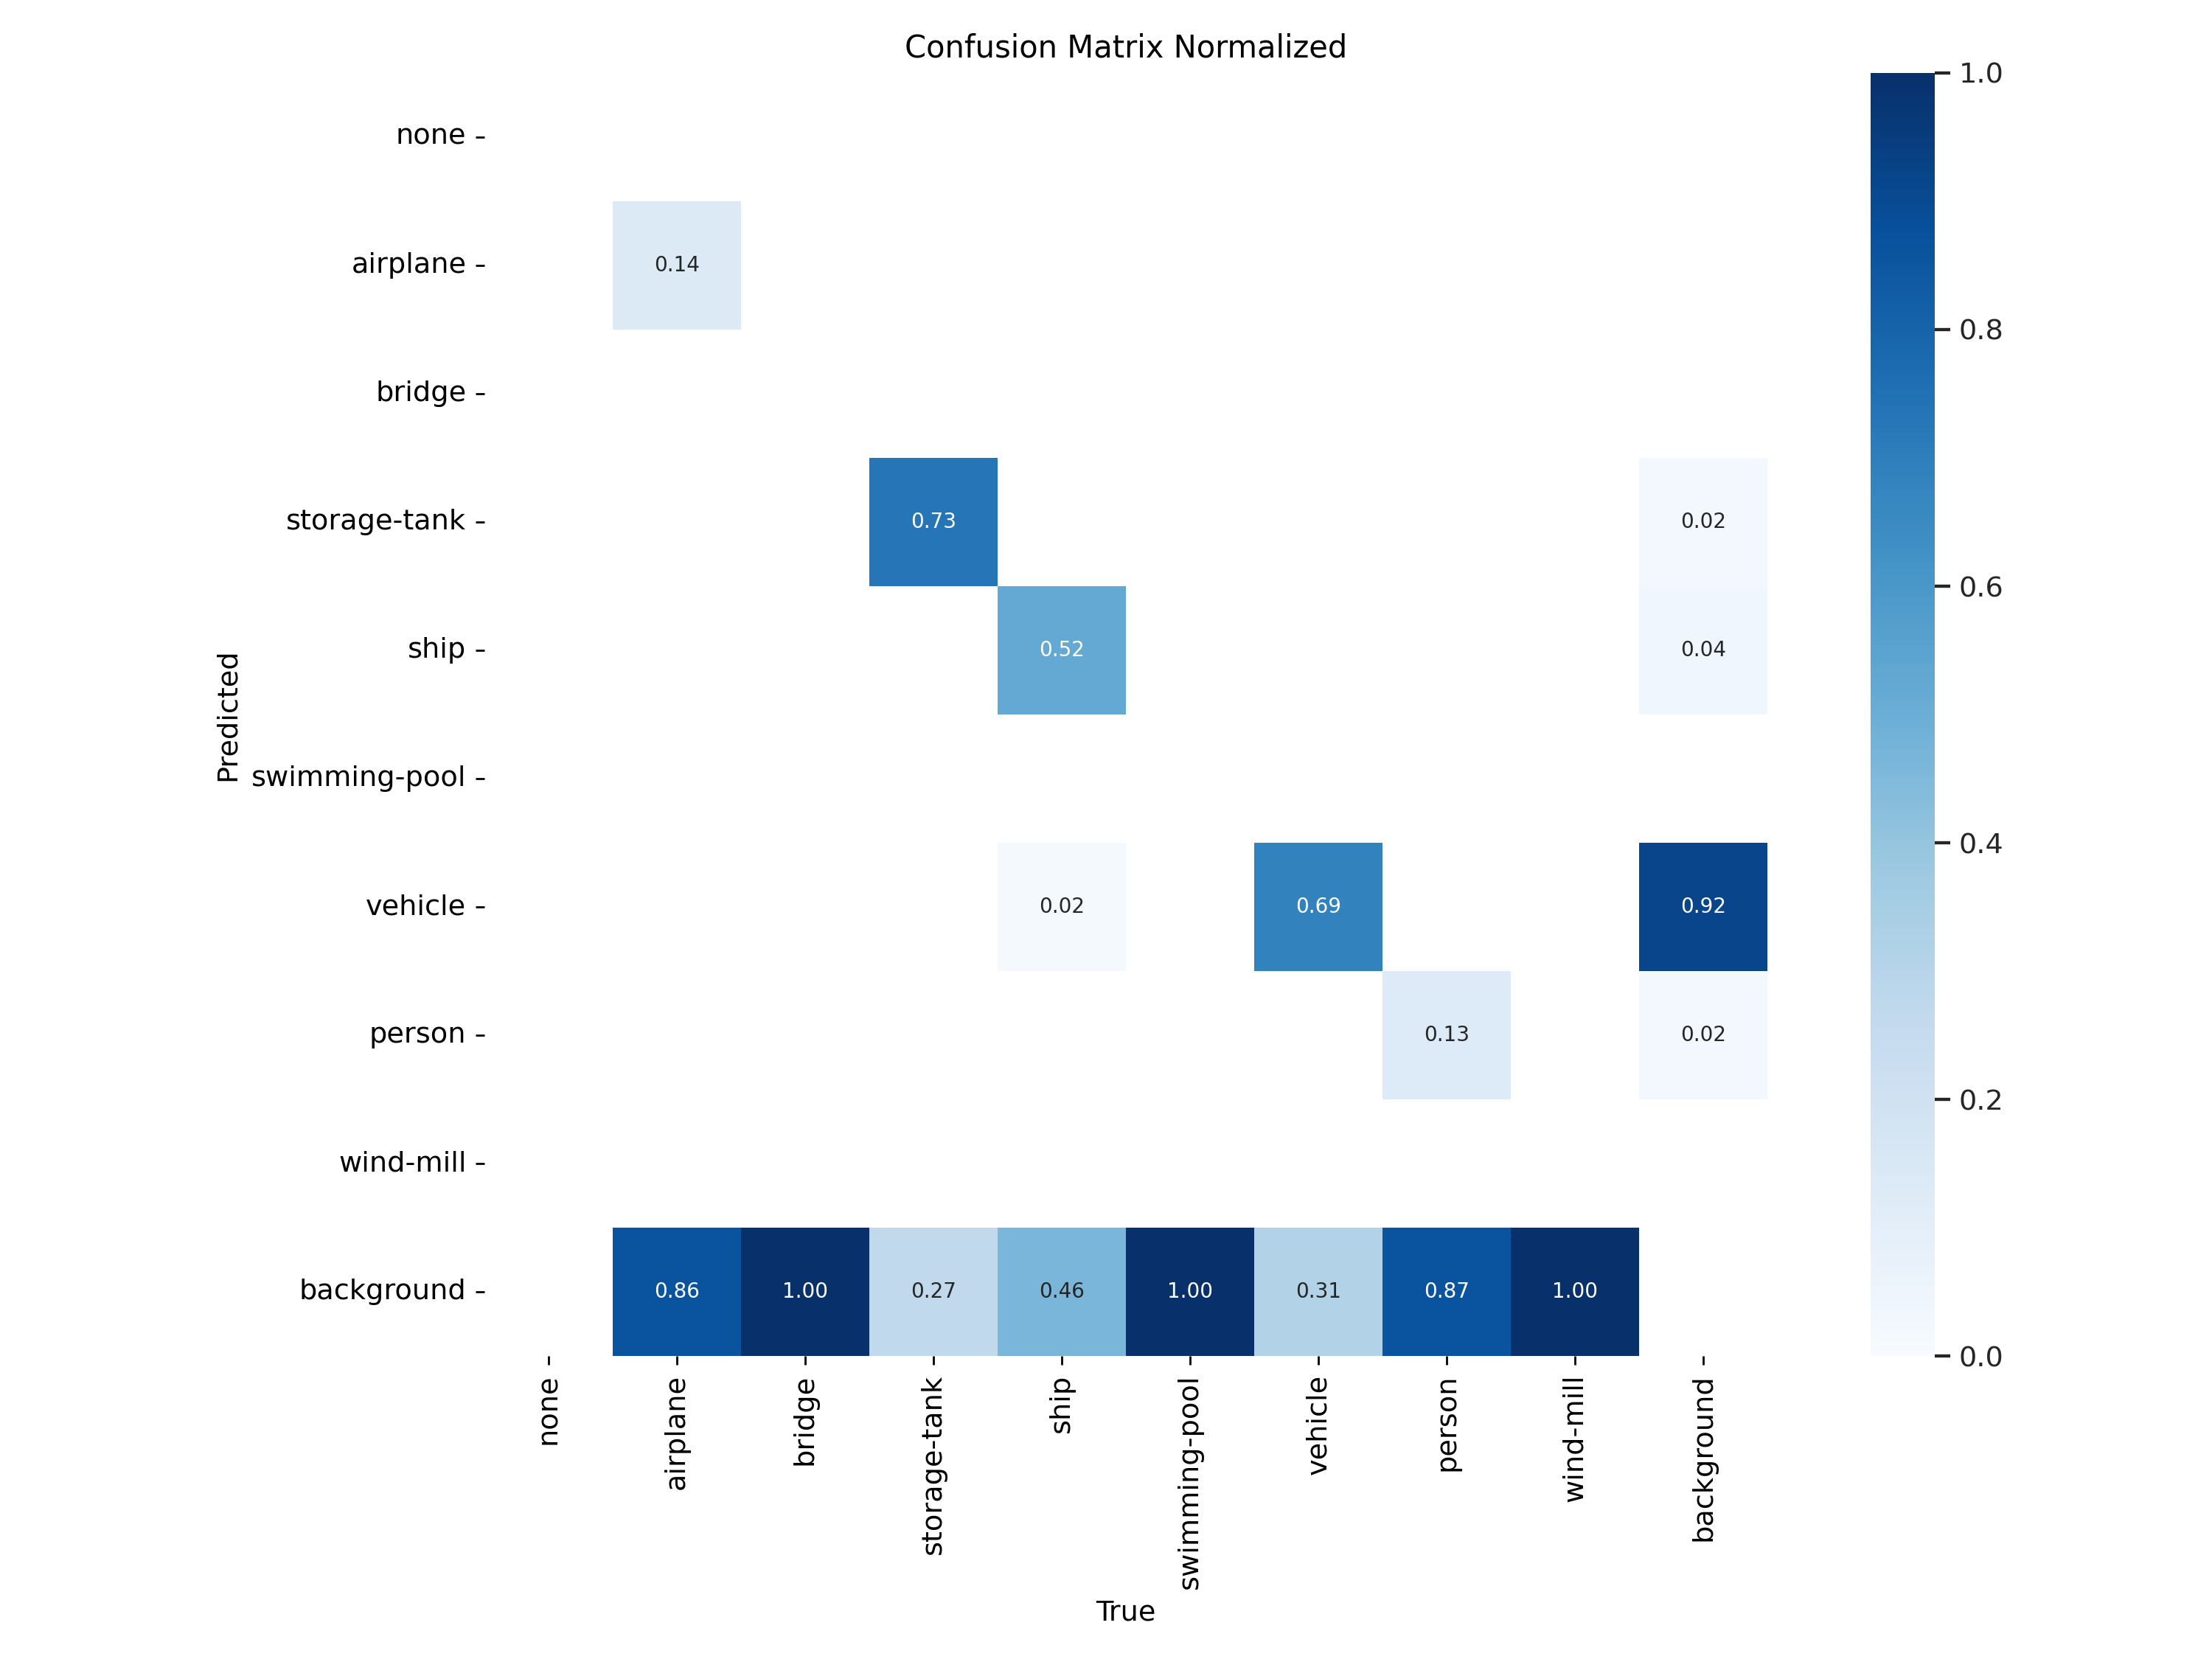 Confusion Matrix Normalized
none
airplane
bridge
storage-tank
ship
swimming-pool
vehicle
person
wind-mill
background
Predicted
0.14
0.73
0.02
0.52
0.04
0.02
0.69
0.92
0.13
0.02
0.86
1.00
0.27
0.46
1.00
0.31
0.87
1.00
none
airplane
bridge
storage-tank
ship
swimming-pool
vehicle
person
wind-mill
background
True
1.0
0.8
0.6
0.4
0.2
0.0